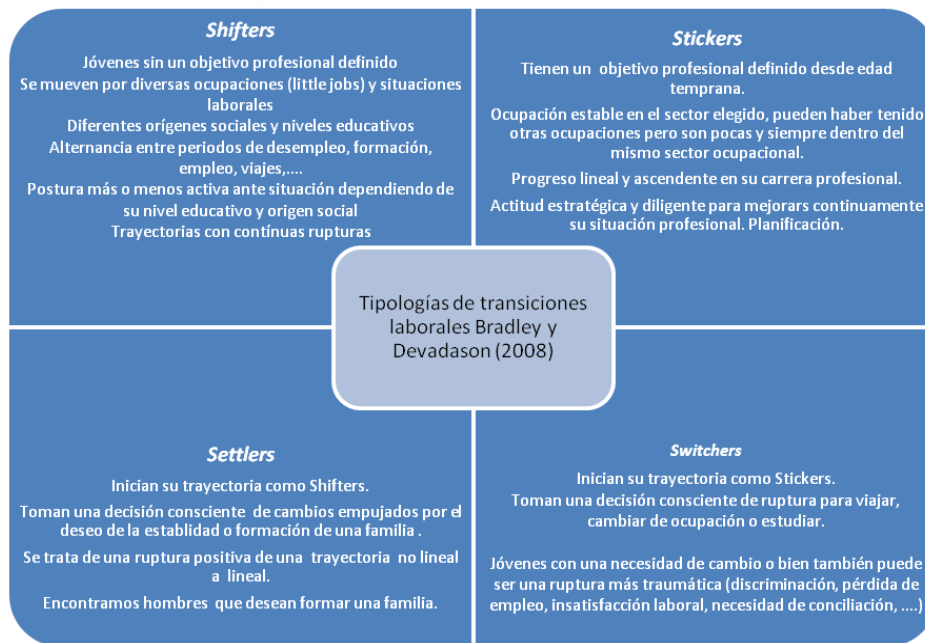 Shifters
Jóvenes sin un objetivo profesional definido
Se mueven por diversas ocupaciones (little jobs) y situaciones
laborales
Diferentes orígenes sociales y niveles educativos
Alternancia entre periodos de desempleo, formación,
empleo, viajes,....
Postura más o menos activa ante situación dependiendo de
su nivel educativo y origen social
Trayectorias con contínuas rupturas
Stickers
Tienen un objetivo profesional definido desde edad
temprana.
Ocupación estable en el sector elegido, pueden haber tenido
otras ocupaciones pero son pocas y siempre dentro del
mismo sector ocupacional.
Progreso lineal y ascendente en su carrera profesional.
Actitud estratégica y diligente para mejorars continuamente
su situación profesional. Planificación.
Tipologías de transiciones
laborales Bradley y
Devadason (2008)
Settlers
Inician su trayectoria como Shifters.
Toman una decisión consciente de cambios empujados por el
deseo de la establidad o formación de una familia .
Se trata de una ruptura positiva de una trayectoria no lineal
a lineal.
Encontramos hombres que desean formar una familia.
Switchers
Inician su trayectoria como Stickers.
Toman una decisión consciente de ruptura para viajar,
cambiar de ocupación o estudiar.
Jóvenes con una necesidad de cambio o bien también puede
ser una ruptura más traumática (discriminación, pérdida de
empleo, insatisfacción laboral, necesidad de conciliación, ....)